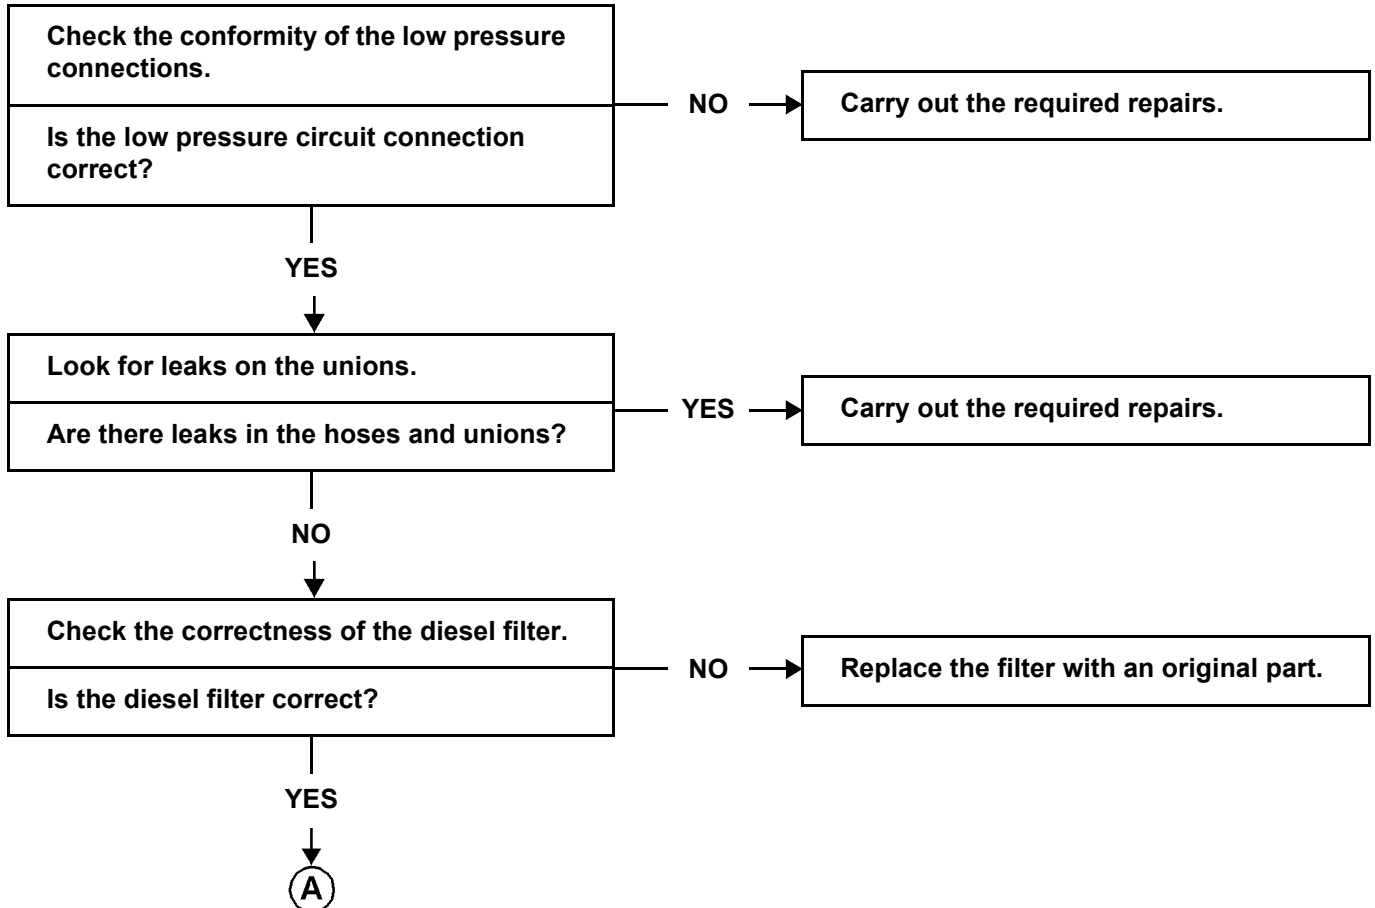 Check the conformity of the low pressure
connections.
NO
Carry out the required repairs.
Is the low pressure circuit connection
correct?
YES
Look for leaks on the unions.
YES
Carry out the required repairs.
Are there leaks in the hoses and unions?
NO
Check the correctness of the diesel filter.
NO
Replace the filter with an original part.
Is the diesel filter correct?
YES
A